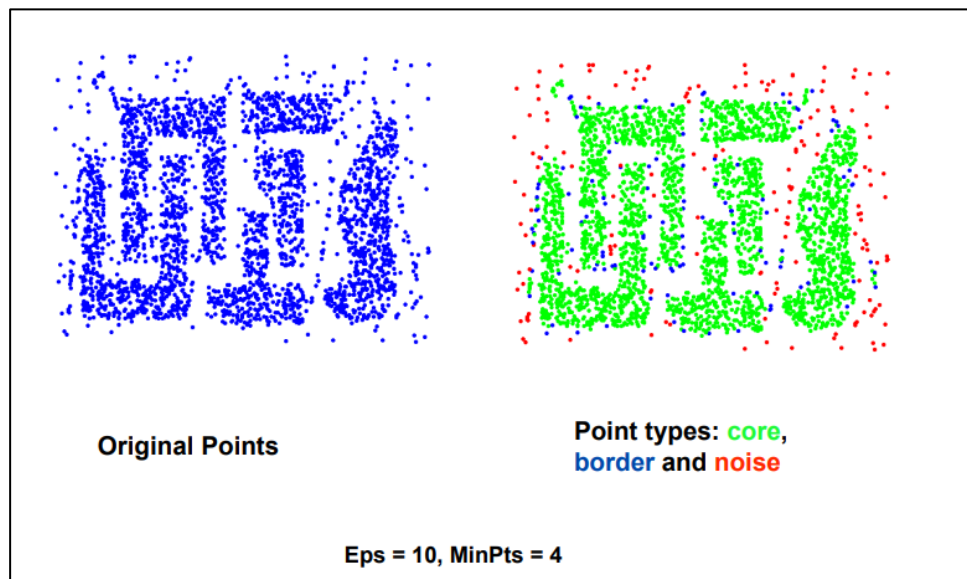 Original Points
Point types: core,
border and noise
Eps = 10, MinPts = 4